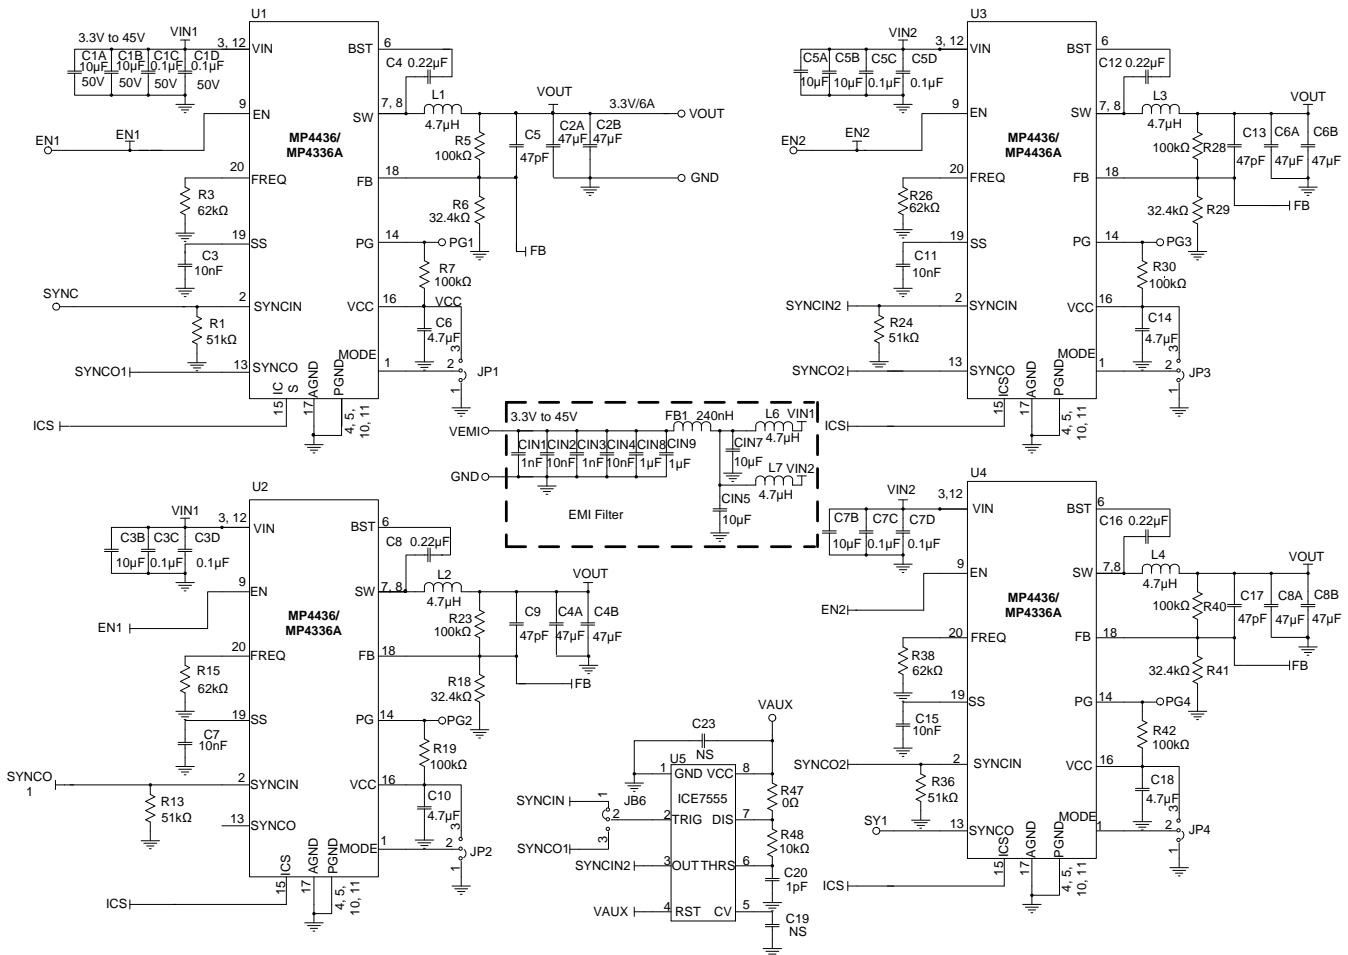 U1
3.3V to 45V
VIN1
C1A C1B C1C C1D
10µF 10µF 0.1µF 0.1µF
50V 50V 50V 50V
3, 12 VIN
BST 6
C4 0.22µF
9 EN
EN1
EN1
MP4436/
MP4336A
SW 7, 8
L1
4.7µH
VOUT
3.3V/6A
VOUT
R5
100kΩ
C5
47pF
C2A
47µF
C2B
47µF
20 FREQ
R3
62kΩ
FB 18
GND
R6
32.4kΩ
19 SS
C3
10nF
PG 14
PG1
FB
R7
100kΩ
SYNC
2 SYNCIN
R1
51kΩ
VCC 16
VCC
C6
4.7µF
SYNCO1
13 SYNCO
MODE 1
3
2
1
JP1
IC
S
AGND
PGND
15
17
4, 5,
10, 11
ICS
U3
VIN2
C5A C5B C5C C5D
10µF 10µF 0.1µF 0.1µF
3, 12 VIN
BST 6
C12 0.22µF
9 EN
EN2
EN2
MP4436/
MP4336A
SW 7, 8
L3
4.7µH
VOUT
100kΩ R28
C13
47pF
C6A
47µF
C6B
47µF
20 FREQ
R26
62kΩ
FB 18
FB
32.4kΩ R29
19 SS
C11
10nF
PG 14
PG3
R30
100kΩ
SYNCIN2
2 SYNCIN
R24
51kΩ
VCC 16
C14
4.7µF
SYNCO2
13 SYNCO
MODE 1
3
2
1
JP3
ICS
AGND
PGND
15
17
4, 5,
10, 11
ICS
3.3V to 45V
VEMI
GND
CIN1 CIN2 CIN3 CIN4 CIN8 CIN9
1nF 10nF 1nF 10nF 1µF 1µF
FB1 240nH
L6 VIN1
4.7µH
CIN7
10µF
L7 VIN2
4.7µH
CIN5
10µF
EMI Filter
U2
VIN1
C3B C3C C3D
10µF 0.1µF 0.1µF
3, 12 VIN
BST 6
C8 0.22µF
9 EN
EN1
MP4436/
MP4336A
SW 7, 8
L2
4.7µH
VOUT
R23
100kΩ
C9
47pF
C4A
47µF
C4B
47µF
20 FREQ
R15
62kΩ
FB 18
FB
R18
32.4kΩ
19 SS
C7
10nF
PG 14
PG2
R19
100kΩ
SYNCO
1
2 SYNCIN
R13
51kΩ
VCC 16
C10
4.7µF
13 SYNCO
MODE 1
3
2
1
JP2
ICS
AGND
PGND
15
17
4, 5,
10, 11
ICS
VAUX
C23
NS
U5
1 GND VCC 8
ICE7555
R47
0Ω
SYNCIN
SYNCO1
JB6
1
2
3
2 TRIG DIS 7
R48
10kΩ
SYNCIN2
3 OUT THRS 6
C20
1pF
VAUX
4 RST CV 5
C19
NS
U4
VIN2
C7B C7C C7D
10µF 0.1µF 0.1µF
3,12 VIN
BST 6
C16 0.22µF
9 EN
EN2
MP4436/
MP4336A
SW 7,8
L4
4.7µH
VOUT
100kΩ R40
C17
47pF
C8A
47µF
C8B
47µF
20 FREQ
R38
62kΩ
FB 18
FB
32.4kΩ R41
19 SS
C15
10nF
PG 14
PG4
R42
100kΩ
SYNCO2
2 SYNCIN
R36
51kΩ
VCC 16
C18
4.7µF
SY1
13 SYNCO
MODE 1
3
2
1
JP4
ICS
AGND
PGND
15
17
4, 5,
10, 11
ICS